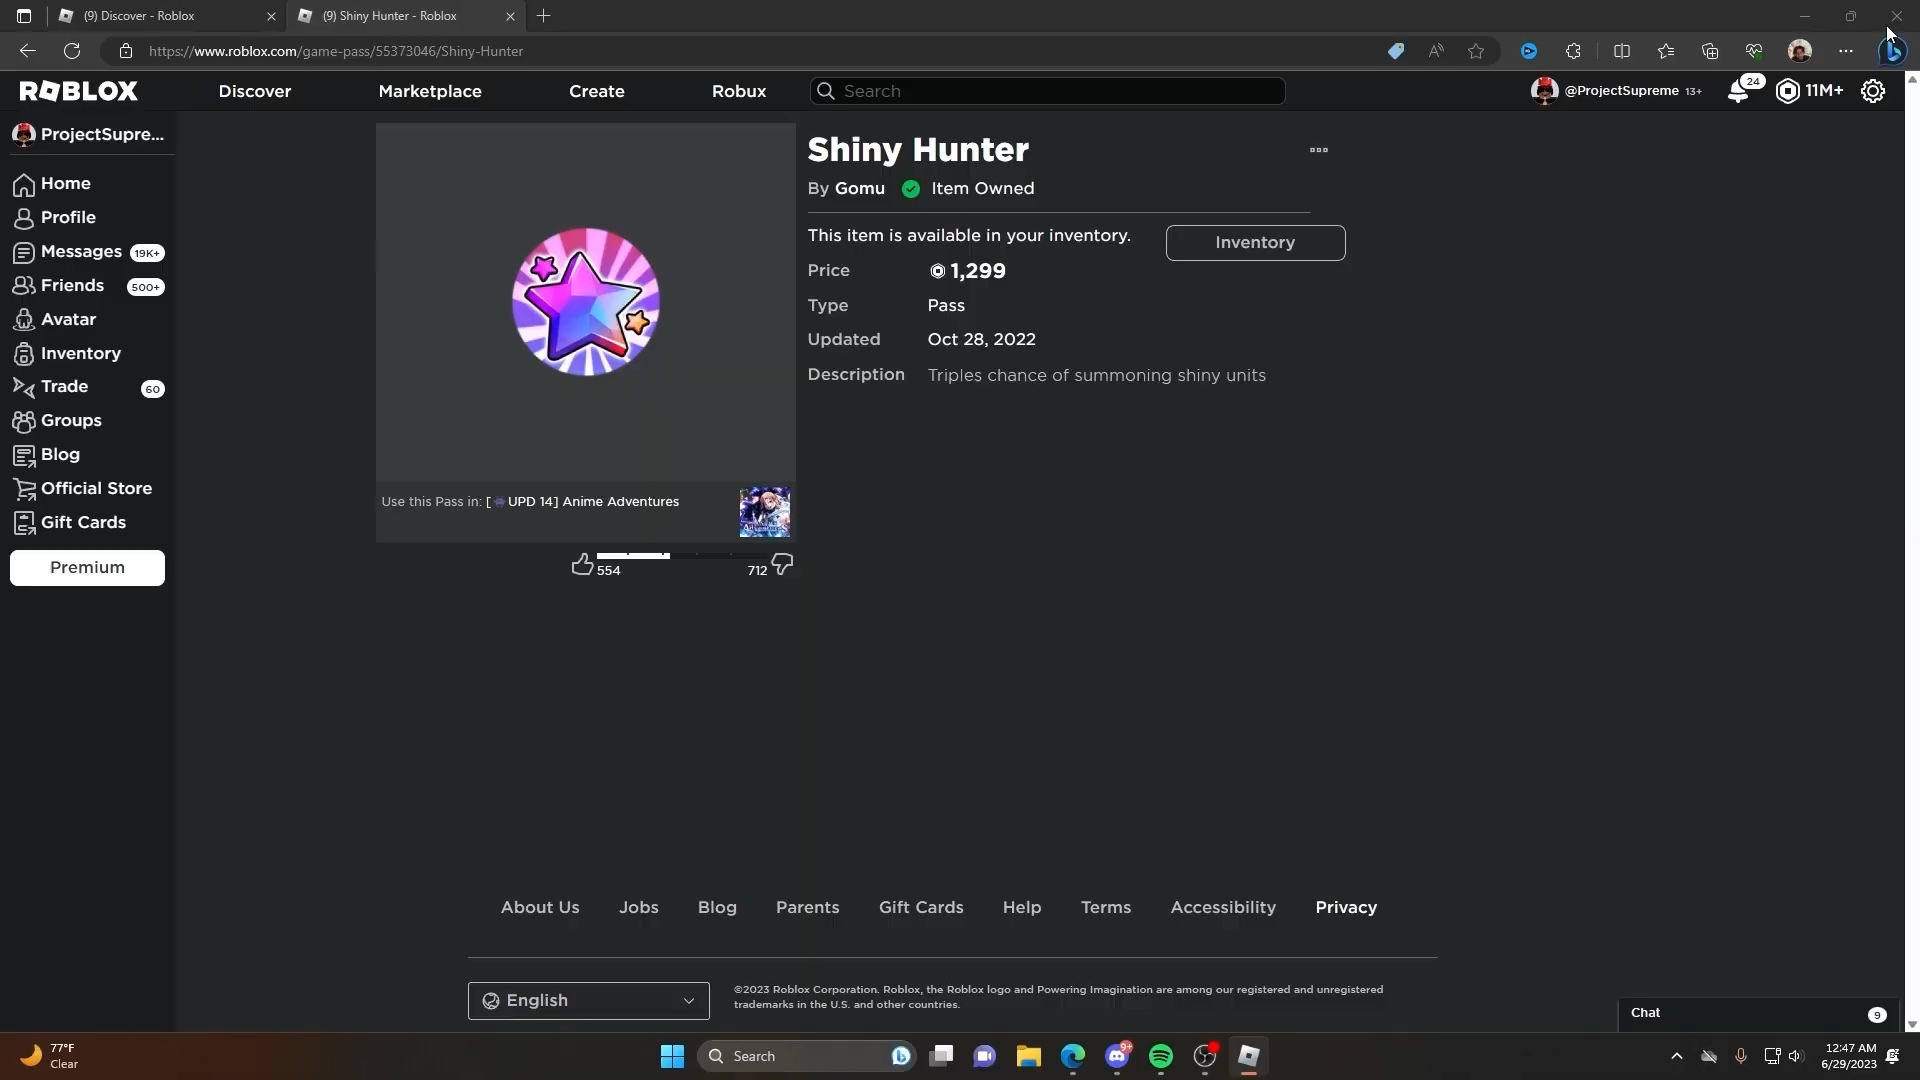 (9) Discover - Roblox
(9) Shiny Hunter - Roblox
https://www.roblox.com/game-pass/55373046/Shiny-Hunter
ROBLOX
Discover
Marketplace
Create
Robux
Search
@ProjectSupreme 13+
24
11M+
ProjectSupre...
Home
Profile
Messages 19K+
Friends 500+
Avatar
Inventory
Trade 60
Groups
Blog
Official Store
Gift Cards
Premium
Shiny Hunter
By Gomu Item Owned
This item is available in your inventory.
Inventory
Price 1,299
Type Pass
Updated Oct 28, 2022
Description Triples chance of summoning shiny units
Use this Pass in: [👾UPD 14] Anime Adventures
554
712
About Us
Jobs
Blog
Parents
Gift Cards
Help
Terms
Accessibility
Privacy
English
©2023 Roblox Corporation. Roblox, the Roblox logo and Powering Imagination are among our registered and unregistered
trademarks in the U.S. and other countries.
Chat 9
77°F
Clear
Search
9+
12:47 AM
6/29/2023